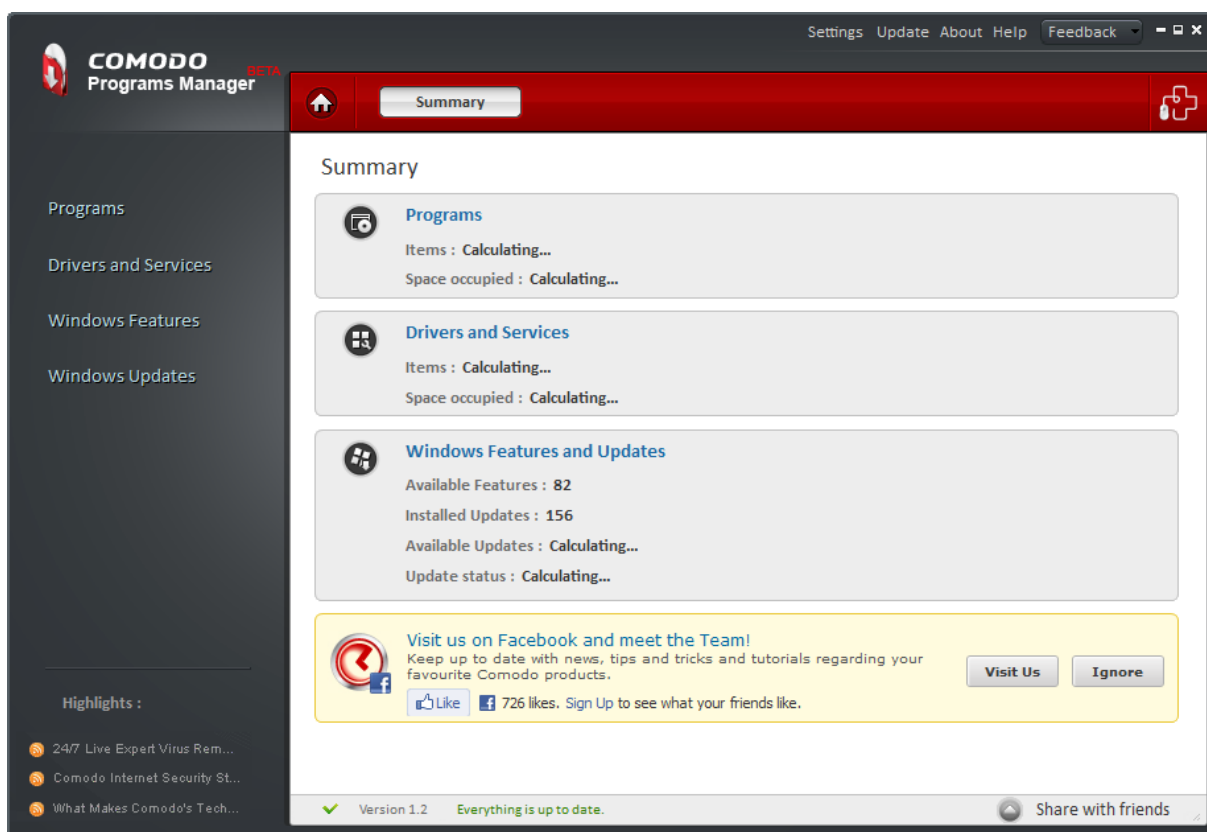 Settings Update About Help Feedback
COMODO
Programs Manager BETA
Summary
Programs
Drivers and Services
Windows Features
Windows Updates
Summary
Programs
Items : Calculating...
Space occupied : Calculating...
Drivers and Services
Items : Calculating...
Space occupied : Calculating...
Windows Features and Updates
Available Features : 82
Installed Updates : 156
Available Updates : Calculating...
Update status : Calculating...
Visit us on Facebook and meet the Team!
Keep up to date with news, tips and tricks and tutorials regarding your
favourite Comodo products.
Like 726 likes. Sign Up to see what your friends like.
Visit Us Ignore
Highlights :
24/7 Live Expert Virus Rem...
Comodo Internet Security St...
What Makes Comodo's Tech...
Version 1.2 Everything is up to date. Share with friends